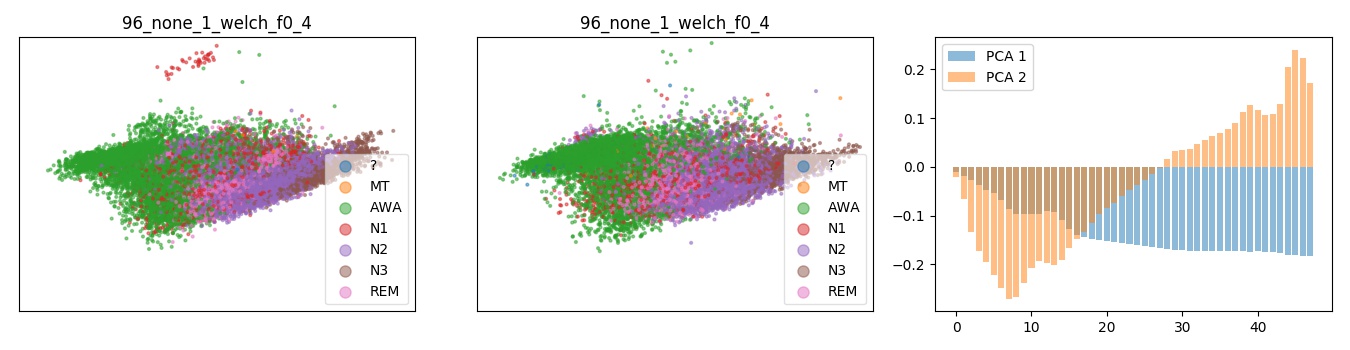 96_none_1_welch_f0_4
?
MT
AWA
N1
N2
N3
REM
96_none_1_welch_f0_4
?
MT
AWA
N1
N2
N3
REM
PCA 1
PCA 2
0.2
0.1
0.0
−0.1
−0.2
0 10 20 30 40